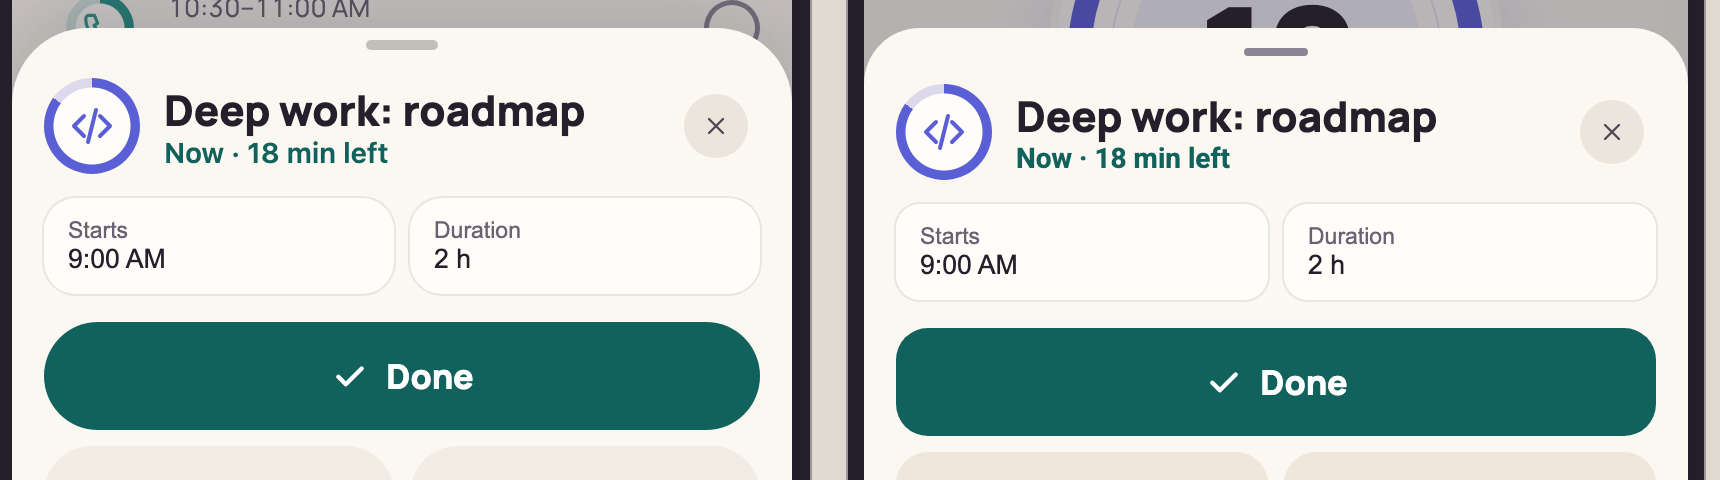 10:30–11:00 AM
Deep work: roadmap
Now · 18 min left
Starts
9:00 AM
Duration
2 h
Done
Deep work: roadmap
Now · 18 min left
Starts
9:00 AM
Duration
2 h
Done